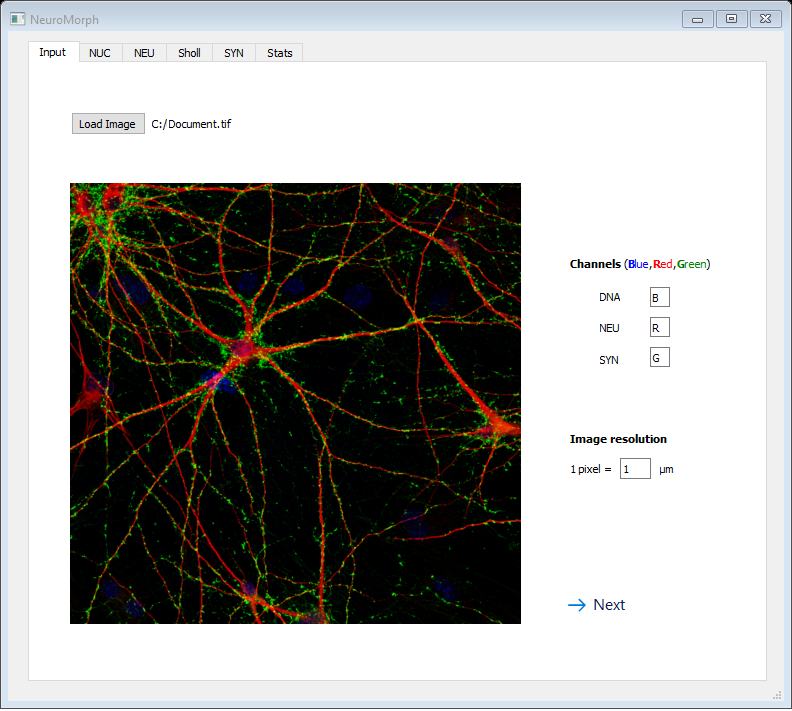 NeuroMorph
Input NUC NEU Sholl SYN Stats
Load Image C:/Document.tif
Channels (Blue,Red,Green)
DNA B
NEU R
SYN G
Image resolution
1 pixel = 1 µm
→ Next